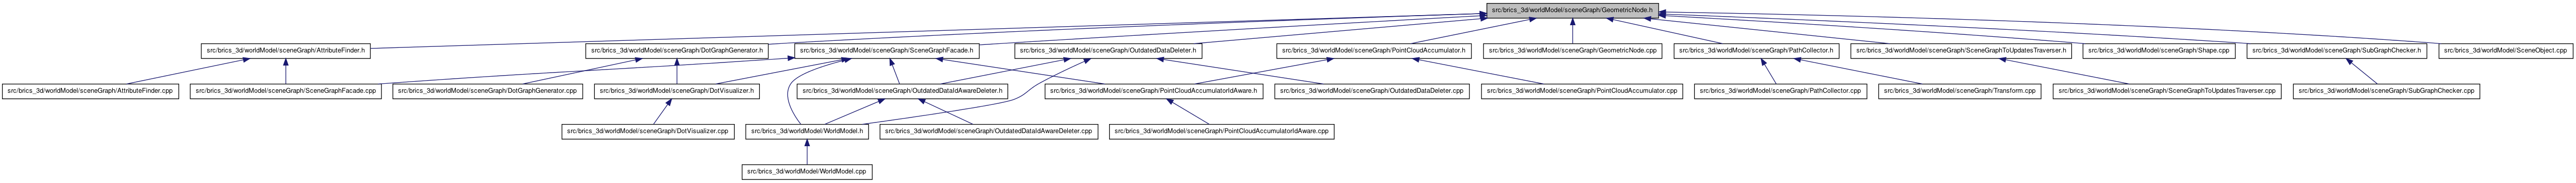 src/brics_3d/worldModel/sceneGraph/GeometricNode.h
src/brics_3d/worldModel/sceneGraph/AttributeFinder.h
src/brics_3d/worldModel/sceneGraph/DotGraphGenerator.h
src/brics_3d/worldModel/sceneGraph/SceneGraphFacade.h
src/brics_3d/worldModel/sceneGraph/OutdatedDataDeleter.h
src/brics_3d/worldModel/sceneGraph/PointCloudAccumulator.h
src/brics_3d/worldModel/sceneGraph/GeometricNode.cpp
src/brics_3d/worldModel/sceneGraph/PathCollector.h
src/brics_3d/worldModel/sceneGraph/SceneGraphToUpdatesTraverser.h
src/brics_3d/worldModel/sceneGraph/Shape.cpp
src/brics_3d/worldModel/sceneGraph/SubGraphChecker.h
src/brics_3d/worldModel/SceneObject.cpp
src/brics_3d/worldModel/sceneGraph/AttributeFinder.cpp
src/brics_3d/worldModel/sceneGraph/SceneGraphFacade.cpp
src/brics_3d/worldModel/sceneGraph/DotGraphGenerator.cpp
src/brics_3d/worldModel/sceneGraph/DotVisualizer.h
src/brics_3d/worldModel/sceneGraph/OutdatedDataIdAwareDeleter.h
src/brics_3d/worldModel/sceneGraph/PointCloudAccumulatorIdAware.h
src/brics_3d/worldModel/sceneGraph/OutdatedDataDeleter.cpp
src/brics_3d/worldModel/sceneGraph/PointCloudAccumulator.cpp
src/brics_3d/worldModel/sceneGraph/PathCollector.cpp
src/brics_3d/worldModel/sceneGraph/Transform.cpp
src/brics_3d/worldModel/sceneGraph/SceneGraphToUpdatesTraverser.cpp
src/brics_3d/worldModel/sceneGraph/SubGraphChecker.cpp
src/brics_3d/worldModel/sceneGraph/DotVisualizer.cpp
src/brics_3d/worldModel/WorldModel.h
src/brics_3d/worldModel/sceneGraph/OutdatedDataIdAwareDeleter.cpp
src/brics_3d/worldModel/sceneGraph/PointCloudAccumulatorIdAware.cpp
src/brics_3d/worldModel/WorldModel.cpp